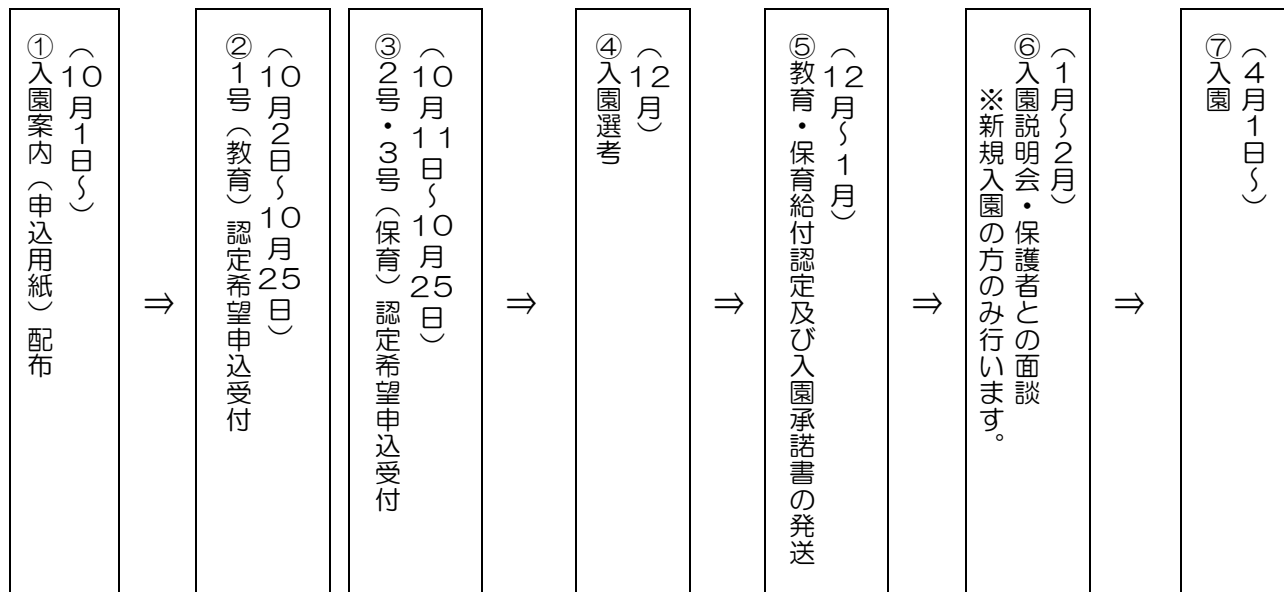 ①入園案内(申込用紙)配布
(10月1日~)
⇒
②1号(教育)認定希望申込受付
(10月2日~10月25日)
③2号・3号(保育)認定希望申込受付
(10月11日~10月25日)
⇒
④入園選考
(12月)
⇒
⑤教育・保育給付認定及び入園承諾書の発送
(12月~1月)
⇒
⑥入園説明会・保護者との面談
※新規入園の方のみ行います。
(1月~2月)
⇒
⑦入園
(4月1日~)